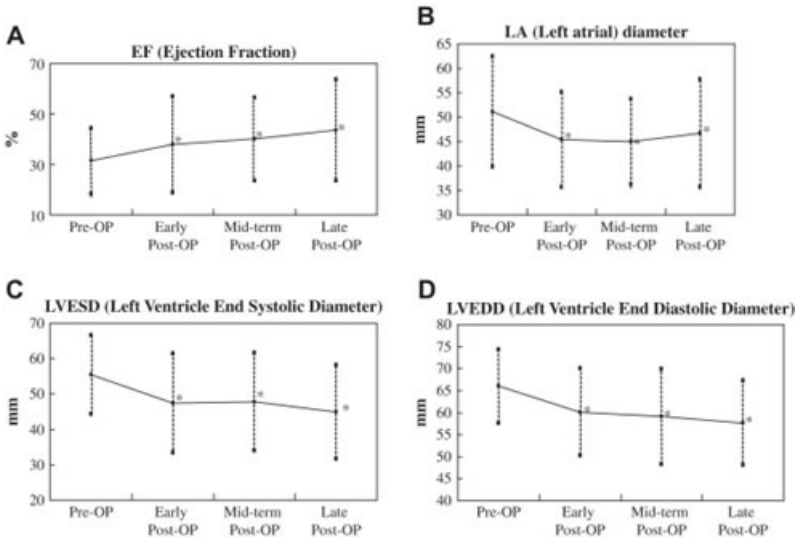 A
EF (Ejection Fraction)
70
50
30
10
%
Pre-OP
Early
Post-OP
Mid-term
Post-OP
Late
Post-OP
B
LA (Left atrial) diameter
65
60
55
50
45
40
35
30
mm
Pre-OP
Early
Post-OP
Mid-term
Post-OP
Late
Post-OP
C
LVESD (Left Ventricle End Systolic Diameter)
70
60
50
40
30
20
mm
Pre-OP
Early
Post-OP
Mid-term
Post-OP
Late
Post-OP
D
LVEDD (Left Ventricle End Diastolic Diameter)
80
75
70
65
60
55
50
45
40
mm
Pre-OP
Early
Post-OP
Mid-term
Post-OP
Late
Post-OP